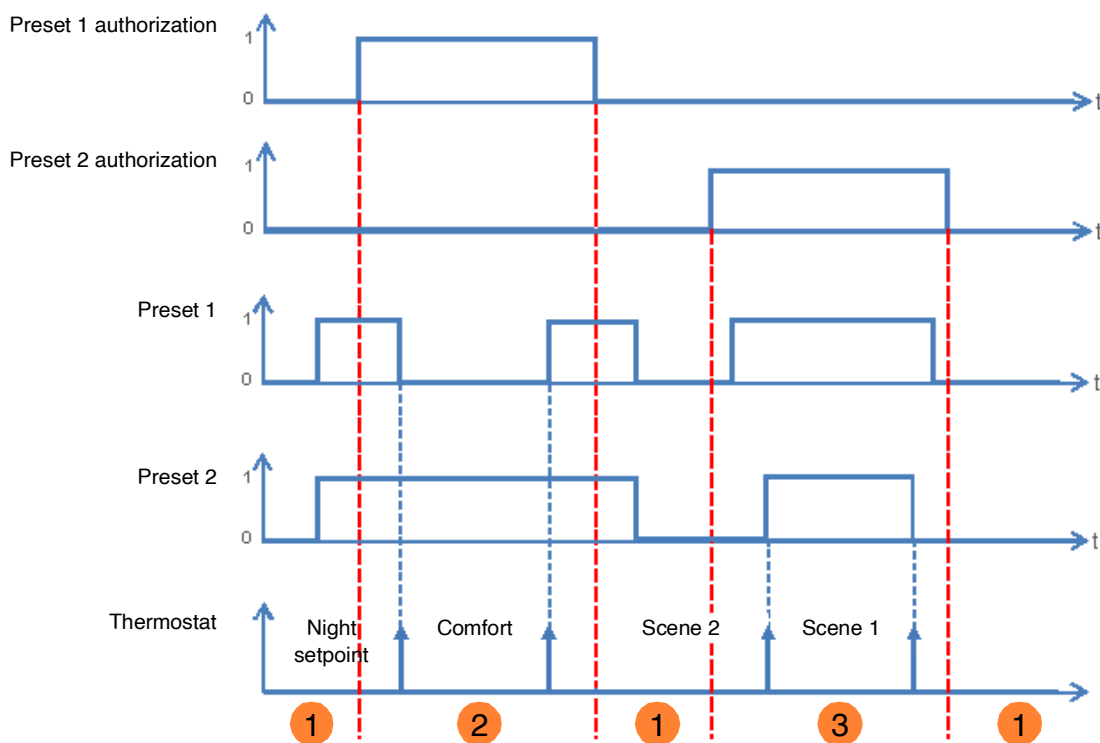 Preset 1 authorization
1
0
t
Preset 2 authorization
1
0
t
Preset 1
1
0
t
Preset 2
1
0
t
Thermostat
Night
setpoint
Comfort
Scene 2
Scene 1
1
2
1
3
1